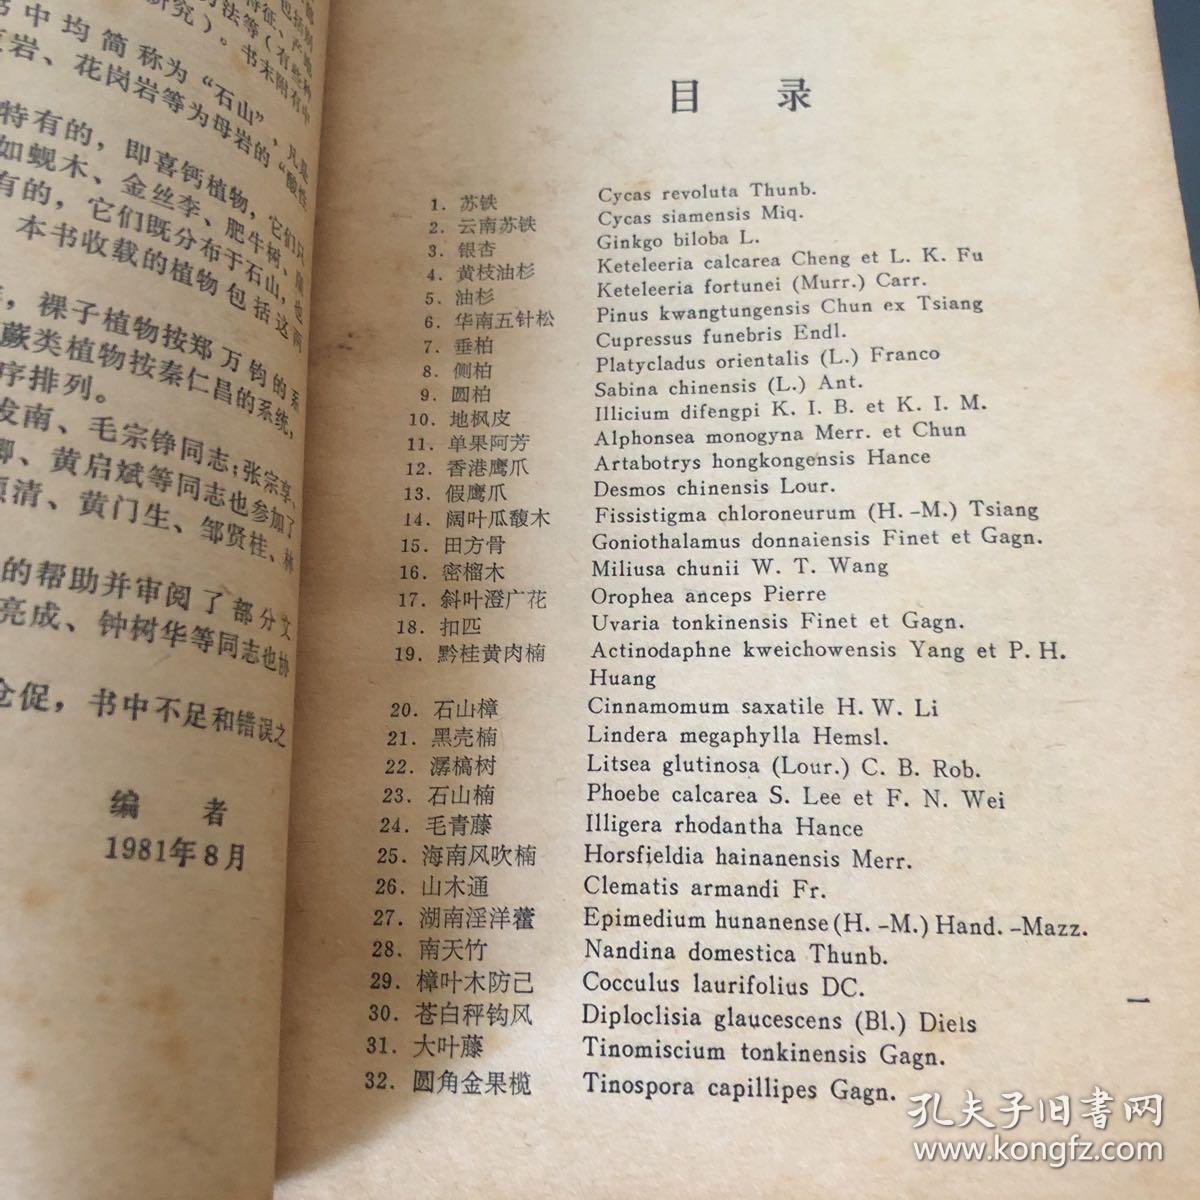 书中均简称为“石山”，凡是
岩、花岗岩等为母岩的“酸性
特有的，即喜钙植物，它们只
如蚬木、金丝李、肥牛树、
有的，它们既分布于石山，也
本书收载的植物包括这两
，裸子植物按郑万钧的系
蕨类植物按秦仁昌的系统，
序排列。
发南、毛宗铮同志；张宗享、
卿、黄启斌等同志也参加了
清、黄门生、邹贤桂、林
的帮助并审阅了部分文
亮成、钟树华等同志也协
仓促，书中不足和错误之
编 者
1981年8月
目 录
1. 苏铁 Cycas revoluta Thunb.
2. 云南苏铁 Cycas siamensis Miq.
3. 银杏 Ginkgo biloba L.
4. 黄枝油杉 Keteleeria calcarea Cheng et L. K. Fu
5. 油杉 Keteleeria fortunei (Murr.) Carr.
6. 华南五针松 Pinus kwangtungensis Chun ex Tsiang
7. 垂柏 Cupressus funebris Endl.
8. 侧柏 Platycladus orientalis (L.) Franco
9. 圆柏 Sabina chinensis (L.) Ant.
10. 地枫皮 Illicium difengpi K. I. B. et K. I. M.
11. 单果阿芳 Alphonsea monogyna Merr. et Chun
12. 香港鹰爪 Artabotrys hongkongensis Hance
13. 假鹰爪 Desmos chinensis Lour.
14. 阔叶瓜馥木 Fissistigma chloroneurum (H. -M.) Tsiang
15. 田方骨 Goniothalamus donnaiensis Finet et Gagn.
16. 密榴木 Miliusa chunii W. T. Wang
17. 斜叶澄广花 Orophea anceps Pierre
18. 扣匹 Uvaria tonkinensis Finet et Gagn.
19. 黔桂黄肉楠 Actinodaphne kweichowensis Yang et P. H.
Huang
20. 石山樟 Cinnamomum saxatile H. W. Li
21. 黑壳楠 Lindera megaphylla Hemsl.
22. 潺槁树 Litsea glutinosa (Lour.) C. B. Rob.
23. 石山楠 Phoebe calcarea S. Lee et F. N. Wei
24. 毛青藤 Illigera rhodantha Hance
25. 海南风吹楠 Horsfieldia hainanensis Merr.
26. 山木通 Clematis armandi Fr.
27. 湖南淫洋藿 Epimedium hunanense (H. -M.) Hand. -Mazz.
28. 南天竹 Nandina domestica Thunb.
29. 樟叶木防己 Cocculus laurifolius DC.
30. 苍白秤钩风 Diploclisia glaucescens (Bl.) Diels
31. 大叶藤 Tinomiscium tonkinensis Gagn.
32. 圆角金果榄 Tinospora capillipes Gagn.
一
孔夫子旧书网
www.kongfz.com